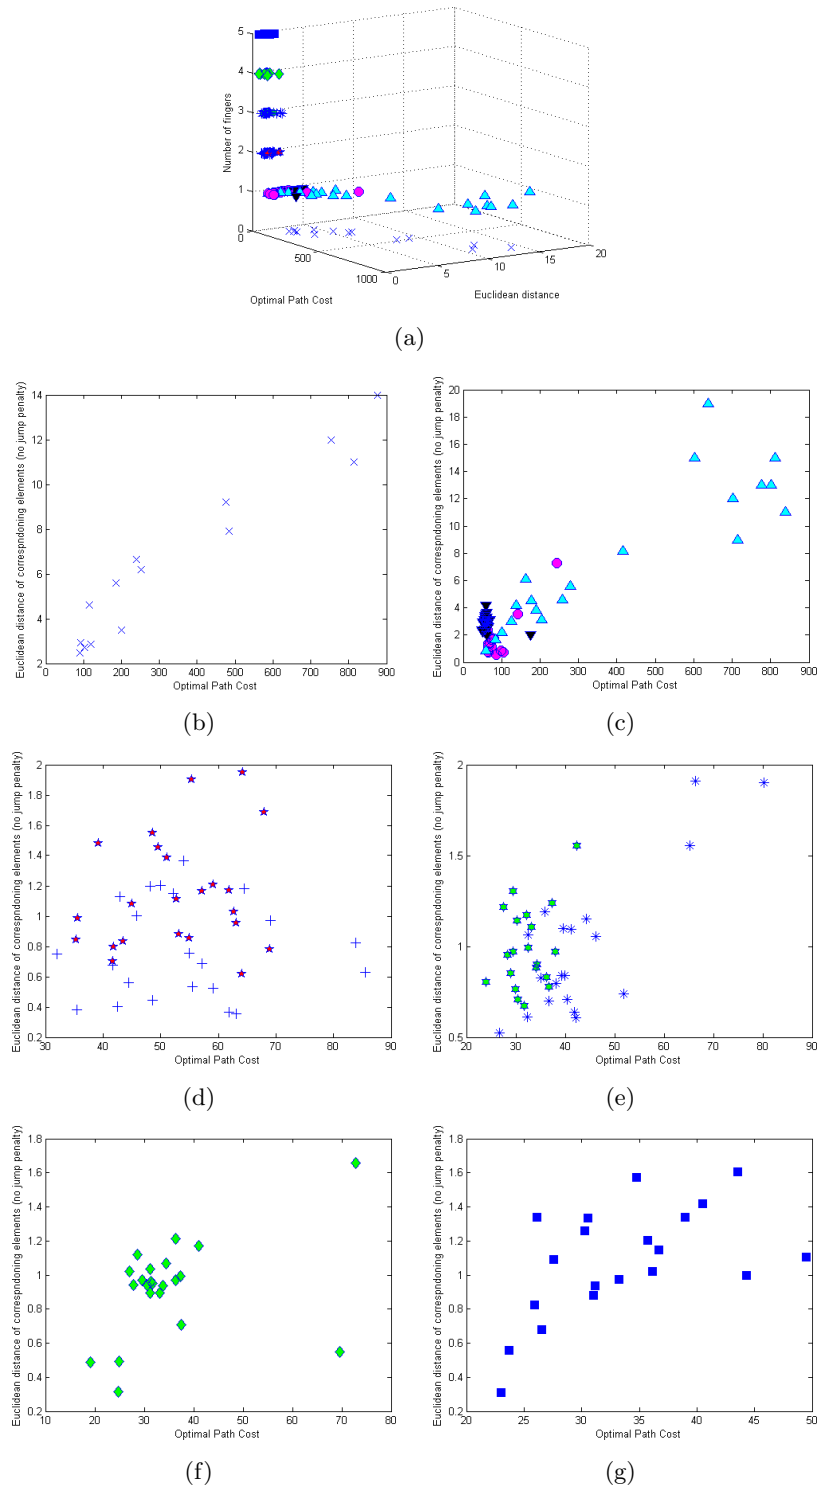 5
4
3
2
1
0
Number of fingers
0
500
1000
Optimal Path Cost
0
5
10
15
20
Euclidean distance
(a)
14
12
10
8
6
4
2
Euclidean distance of correspndoning elements (no jump penalty)
0 100 200 300 400 500 600 700 800 900
Optimal Path Cost
(b)
20
18
16
14
12
10
8
6
4
2
0
Euclidean distance of correspndoning elements (no jump penalty)
0 100 200 300 400 500 600 700 800 900
Optimal Path Cost
(c)
2
1.8
1.6
1.4
1.2
1
0.8
0.6
0.4
0.2
Euclidean distance of correspndoning elements (no jump penalty)
30 40 50 60 70 80 90
Optimal Path Cost
(d)
2
1.5
1
0.5
Euclidean distance of correspndoning elements (no jump penalty)
20 30 40 50 60 70 80 90
Optimal Path Cost
(e)
1.8
1.6
1.4
1.2
1
0.8
0.6
0.4
0.2
Euclidean distance of correspndoning elements (no jump penalty)
10 20 30 40 50 60 70 80
Optimal Path Cost
(f)
1.8
1.6
1.4
1.2
1
0.8
0.6
0.4
0.2
Euclidean distance of correspndoning elements (no jump penalty)
20 25 30 35 40 45 50
Optimal Path Cost
(g)